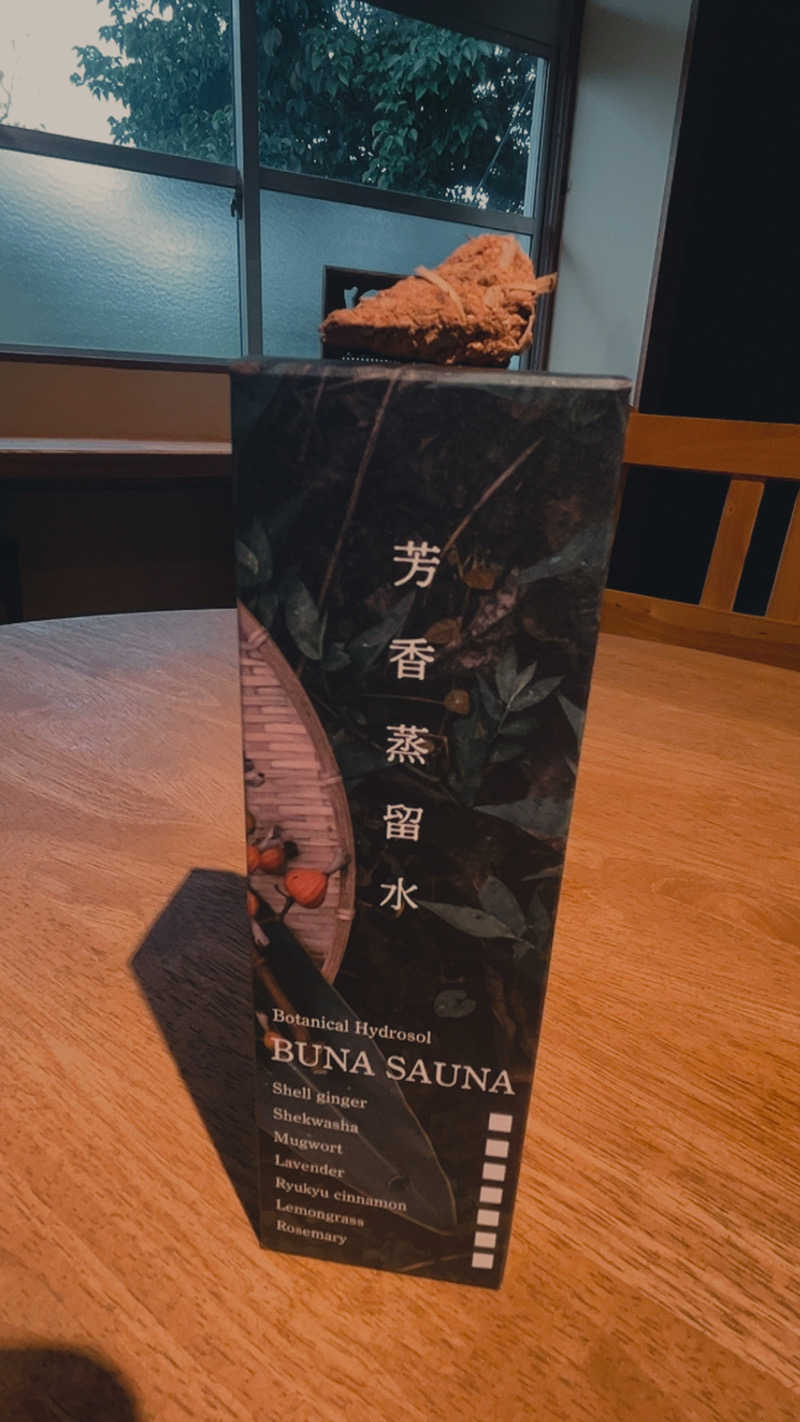 芳香蒸留水
Botanical Hydrosol
BUNA SAUNA
Shell ginger
Shekwasha
Mugwort
Lavender
Ryukyu cinnamon
Lemongrass
Rosemary